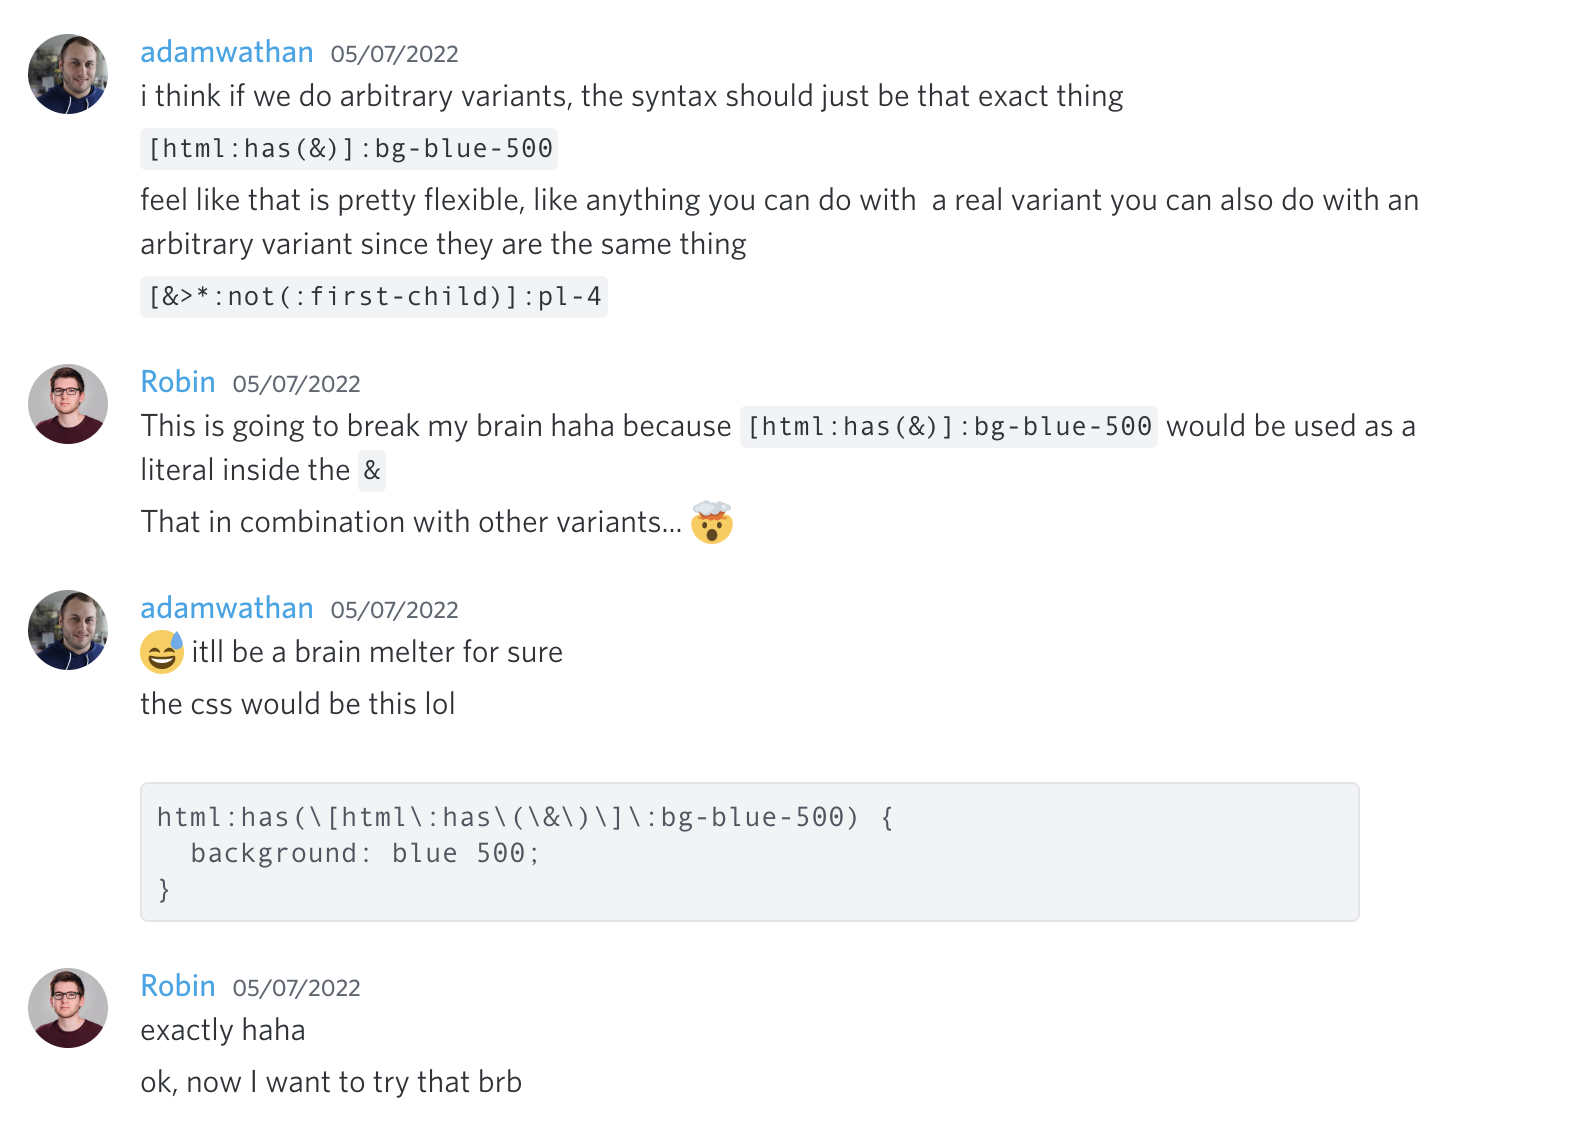 adamwathan 05/07/2022
i think if we do arbitrary variants, the syntax should just be that exact thing
[html:has(&)]:bg-blue-500
feel like that is pretty flexible, like anything you can do with  a real variant you can also do with an
arbitrary variant since they are the same thing
[&>*:not(:first-child)]:pl-4
Robin 05/07/2022
This is going to break my brain haha because [html:has(&)]:bg-blue-500 would be used as a
literal inside the &
That in combination with other variants... 🤯
adamwathan 05/07/2022
😅 itll be a brain melter for sure
the css would be this lol
html:has(\[html\:has\(\&\)\]\:bg-blue-500) {
  background: blue 500;
}
Robin 05/07/2022
exactly haha
ok, now I want to try that brb